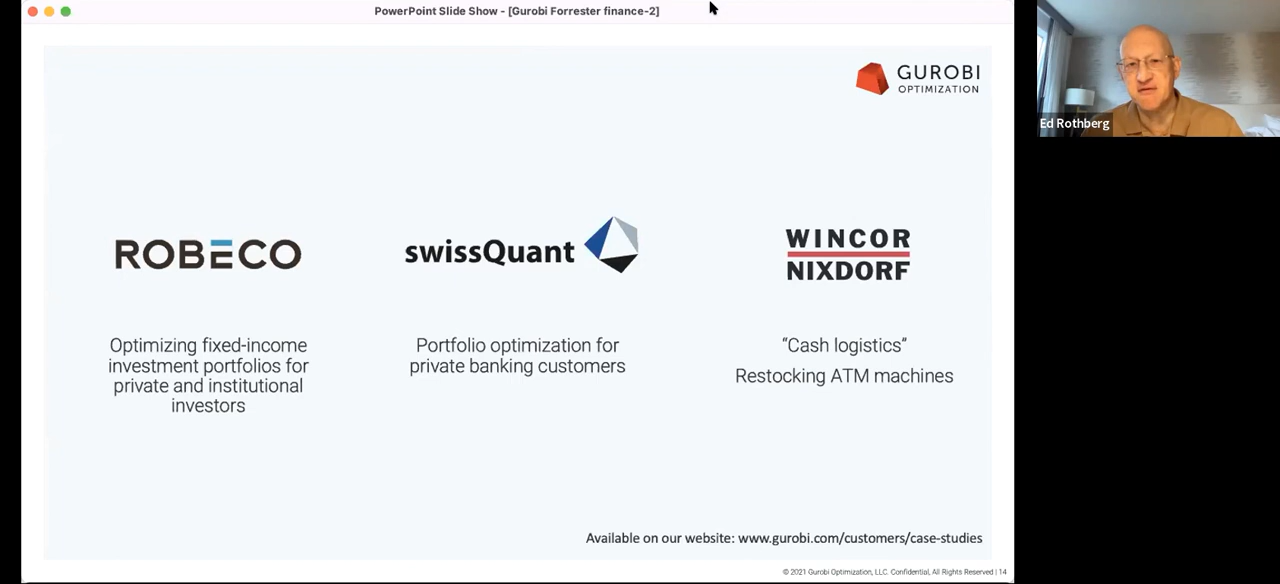 PowerPoint Slide Show - [Gurobi Forrester finance-2]
GUROBI
OPTIMIZATION
Ed Rothberg
ROBECO
Optimizing fixed-income
investment portfolios for
private and institutional
investors
swissQuant
Portfolio optimization for
private banking customers
WINCOR
NIXDORF
“Cash logistics”
Restocking ATM machines
Available on our website: www.gurobi.com/customers/case-studies
© 2021 Gurobi Optimization, LLC. Confidential, All Rights Reserved | 14